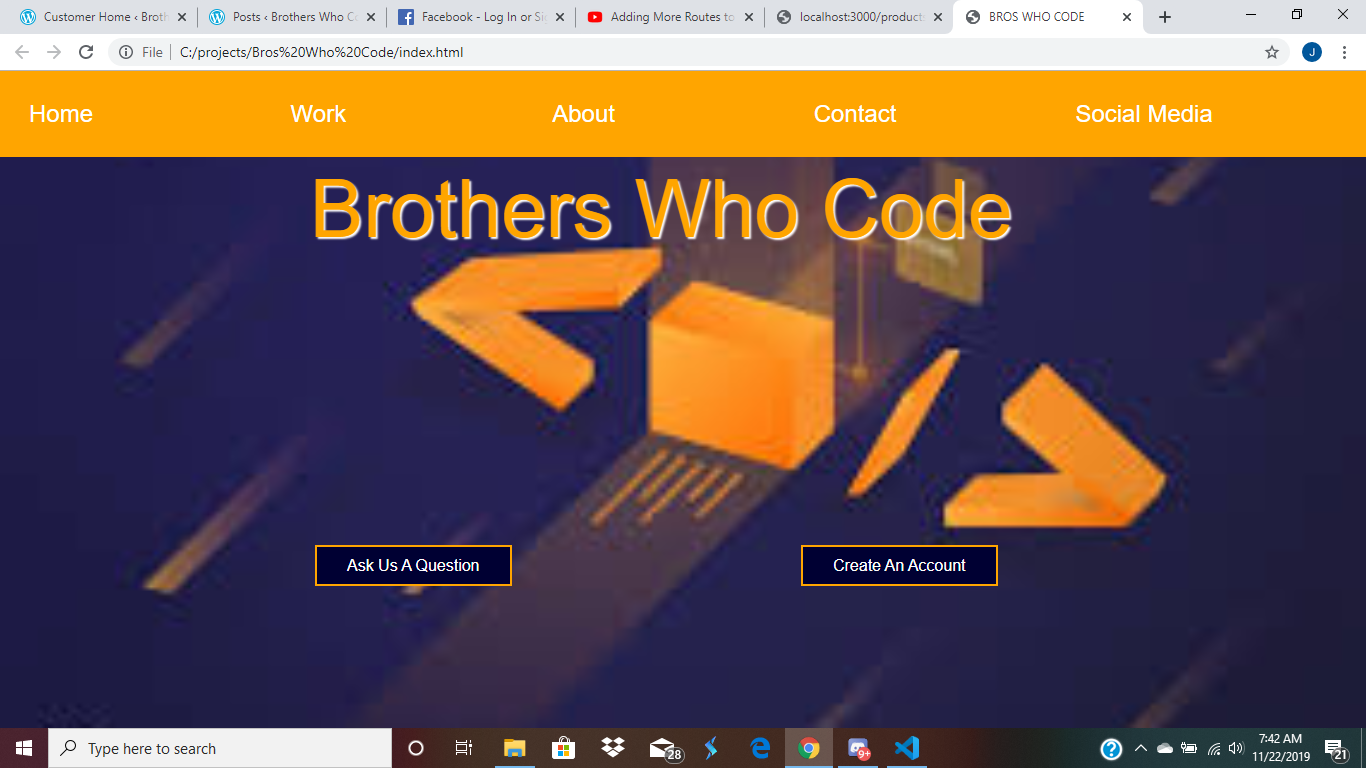 Customer Home ‹ Broth
Posts ‹ Brothers Who Co
Facebook - Log In or Si
Adding More Routes to
localhost:3000/product
BROS WHO CODE
File
C:/projects/Bros%20Who%20Code/index.html
J
Home
Work
About
Contact
Social Media
Brothers Who Code
Ask Us A Question
Create An Account
Type here to search
28
9+
7:42 AM
11/22/2019
21